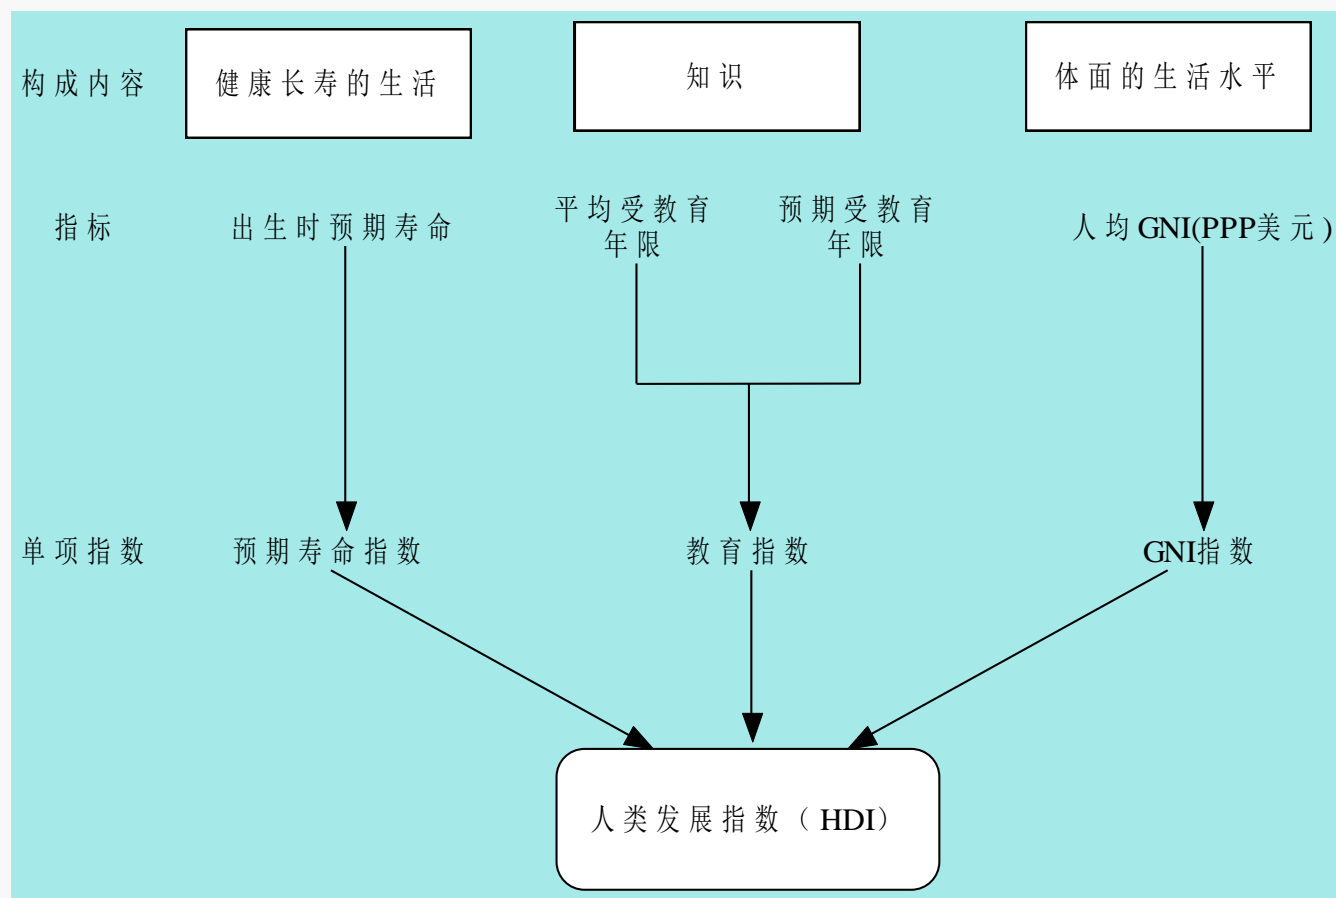 构成内容
健康长寿的生活
知识
体面的生活水平
指标
出生时预期寿命
平均受教育
年限
预期受教育
年限
人均GNI(PPP美元)
单项指数
预期寿命指数
教育指数
GNI指数
人类发展指数（HDI）